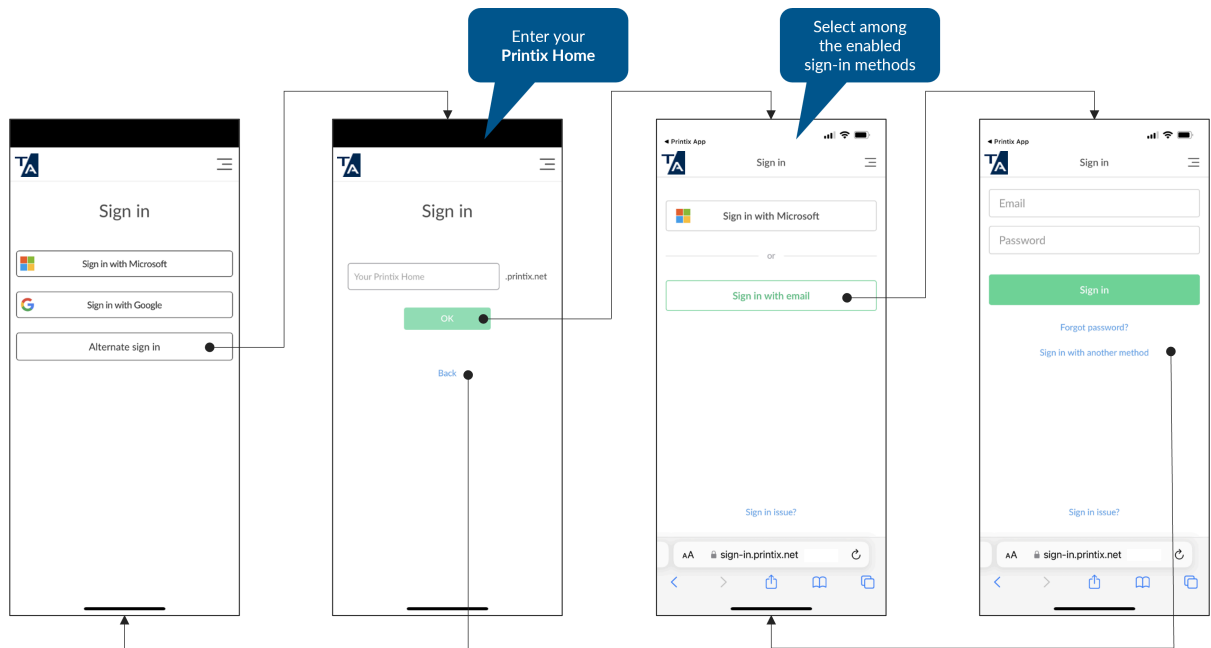 Enter your
Printix Home
Select among
the enabled
sign-in methods
TA
Sign in
Sign in with Microsoft
Sign in with Google
Alternate sign in
TA
Sign in
Your Printix Home
.printix.net
OK
Back
◀ Printix App
TA
Sign in
Sign in with Microsoft
or
Sign in with email
Sign in issue?
AA
sign-in.printix.net
◀ Printix App
TA
Sign in
Email
Password
Sign in
Forgot password?
Sign in with another method
Sign in issue?
AA
sign-in.printix.net